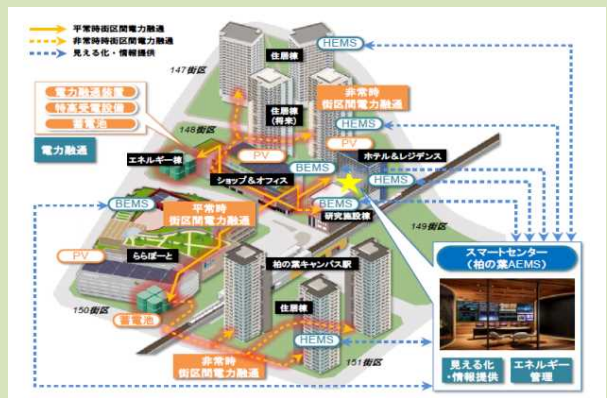 平常時街区間電力融通
非常時街区間電力融通
見える化・情報提供
住居棟
HEMS
147街区
電力融通装置
特高受電設備
蓄電池
電力融通
住居棟
(将来)
非常時
街区間電力融通
HEMS
148街区
エネルギー棟
PV
PV
ショップ&オフィス
BEMS
ホテル&レジデンス
HEMS
BEMS
平常時
街区間電力融通
BEMS
研究施設棟
149街区
PV
ららぽーと
柏の葉キャンパス駅
スマートセンター
(柏の葉AEMS)
150街区
蓄電池
住居棟
HEMS
非常時
街区間電力融通
151街区
見える化
・情報提供
エネルギー
管理